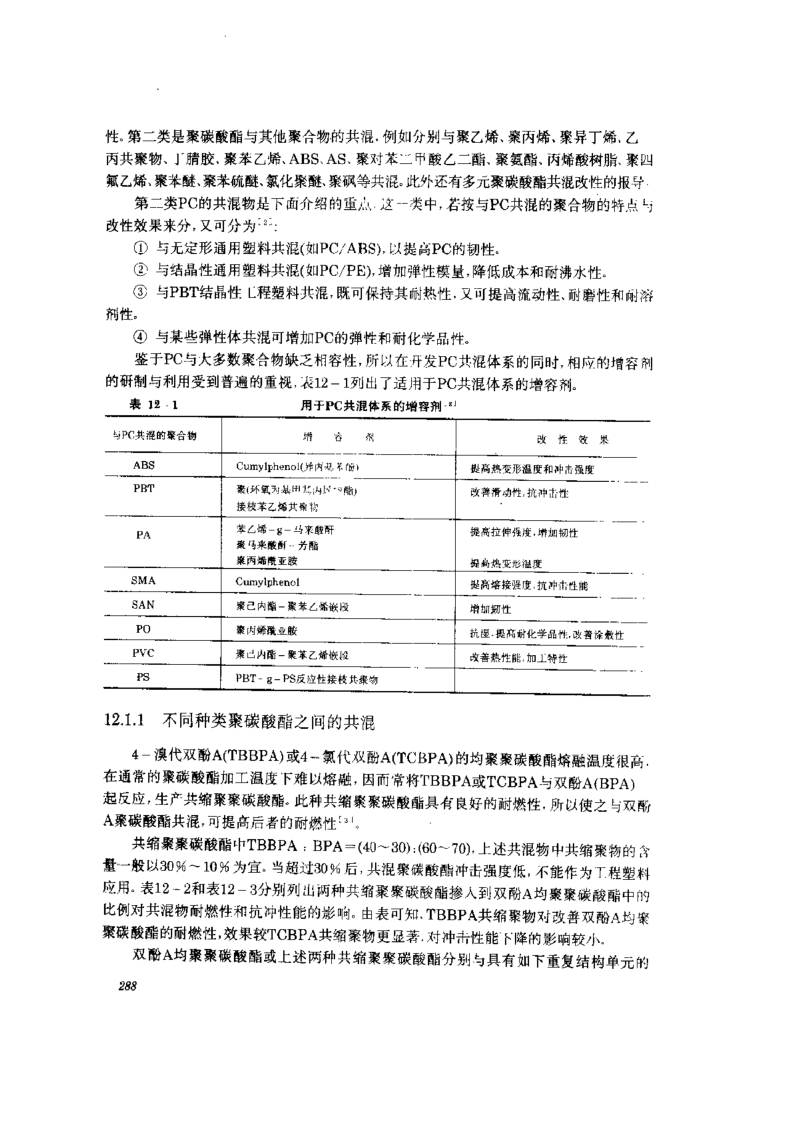 性。第二类是聚碳酸酯与其他聚合物的共混。例如分别与聚乙烯、聚丙烯、聚异丁烯、乙
丙共聚物、丁腈胶、聚苯乙烯、ABS、AS、聚对苯二甲酸乙二酯、聚氨酯、丙烯酸树脂、聚四
氟乙烯、聚苯醚、聚苯硫醚、氯化聚醚、聚砜等共混。此外还有多元聚碳酸酯共混改性的报导.
第二类PC的共混物是下面介绍的重点. 这一类中,若按与PC共混的聚合物的特点与
改性效果来分,又可分为[2]:
① 与无定形通用塑料共混(如PC/ABS),以提高PC的韧性。
② 与结晶性通用塑料共混(如PC/PE),增加弹性模量,降低成本和耐沸水性。
③ 与PBT结晶性工程塑料共混,既可保持其耐热性.又可提高流动性、耐磨性和耐溶
剂性。
④ 与某些弹性体共混可增加PC的弹性和耐化学品性。
鉴于PC与大多数聚合物缺乏相容性,所以在开发PC共混体系的同时,相应的增容剂
的研制与利用受到普遍的重视,表12-1列出了适用于PC共混体系的增容剂。
表 12-1 用于PC共混体系的增容剂[2]
与PC共混的聚合物 增 容 剂 改 性 效 果
ABS Cumylphenol(异丙基苯酚) 提高热变形温度和冲击强度
PBT 改善滑动性,抗冲击性
接枝苯乙烯共聚物
PA 苯乙烯-g-马来酸酐 提高拉伸强度,增加韧性
聚马来酸酐-芳酯
聚丙烯酰亚胺 提高热变形温度
SMA Cumylphenol 提高熔接强度.抗冲击性能
SAN 聚己内酯-聚苯乙烯嵌段 增加韧性
PO 聚丙烯酰亚胺 抗湿.提高耐化学品性,改善涂敷性
PVC 聚己内酯-聚苯乙烯嵌段 改善热性能,加工特性
PS PBT-g-PS反应性接枝共聚物
12.1.1 不同种类聚碳酸酯之间的共混
4-溴代双酚A(TBBPA)或4-氯代双酚A(TCBPA)的均聚聚碳酸酯熔融温度很高.
在通常的聚碳酸酯加工温度下难以熔融,因而常将TBBPA或TCBPA与双酚A(BPA)
起反应,生产共缩聚聚碳酸酯。此种共缩聚聚碳酸酯具有良好的耐燃性.所以使之与双酚
A聚碳酸酯共混,可提高后者的耐燃性[3]。
共缩聚聚碳酸酯中TBBPA:BPA=(40~30):(60~70),上述共混物中共缩聚物的含
量一般以30%~10%为宜。当超过30%后,共混聚碳酸酯冲击强度低,不能作为工程塑料
应用。表12-2和表12-3分别列出两种共缩聚聚碳酸酯掺入到双酚A均聚聚碳酸酯中的
比例对共混物耐燃性和抗冲性能的影响。由表可知.TBBPA共缩聚物对改善双酚A均聚
聚碳酸酯的耐燃性,效果较TCBPA共缩聚物更显著,对冲击性能下降的影响较小。
双酚A均聚聚碳酸酯或上述两种共缩聚聚碳酸酯分别与具有如下重复结构单元的
288